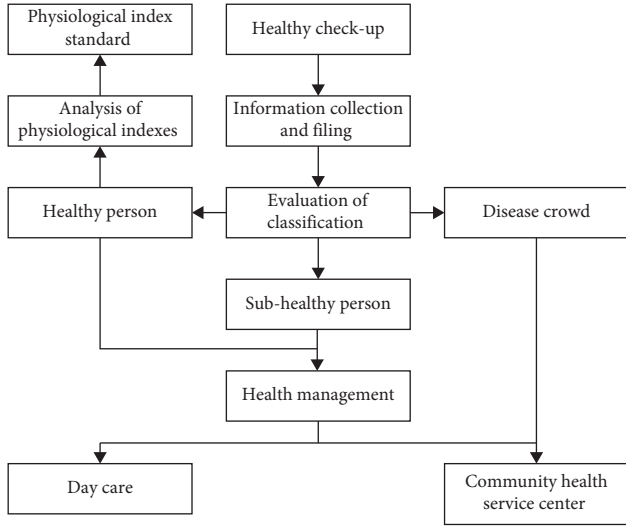 Physiological index
standard
Healthy check-up
Analysis of
physiological indexes
Information collection
and filing
Healthy person
Evaluation of
classification
Disease crowd
Sub-healthy person
Health management
Day care
Community health
service center